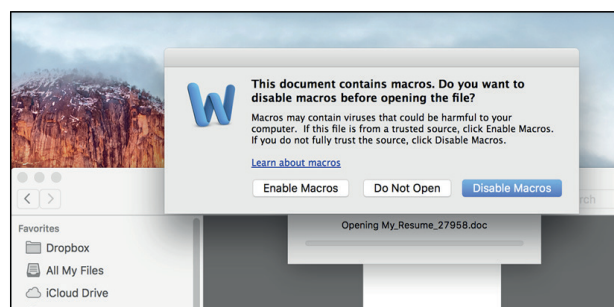 This document contains macros. Do you want to
disable macros before opening the file?
Macros may contain viruses that could be harmful to your
computer. If this file is from a trusted source, click Enable Macros.
If you do not fully trust the source, click Disable Macros.
Learn about macros
Enable Macros Do Not Open Disable Macros
Opening My_Resume_27958.doc
Favorites
Dropbox
All My Files
iCloud Drive